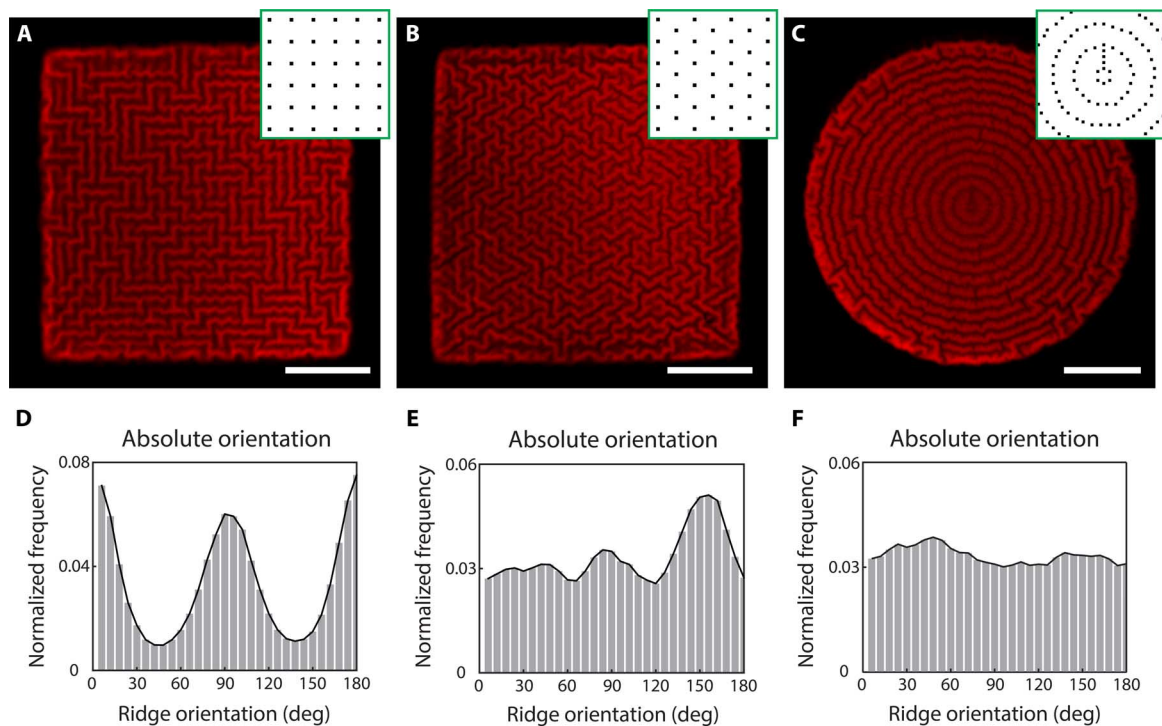 A
B
C
D
Absolute orientation
Normalized frequency
0.08
0.04
0
0 30 60 90 120 150 180
Ridge orientation (deg)
E
Absolute orientation
Normalized frequency
0.06
0.03
0
0 30 60 90 120 150 180
Ridge orientation (deg)
F
Absolute orientation
Normalized frequency
0.06
0.03
0
0 30 60 90 120 150 180
Ridge orientation (deg)